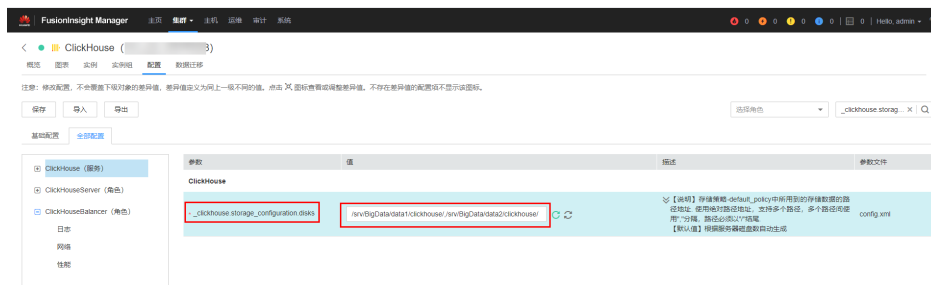 FusionInsight Manager 主页 集群 主机 运维 审计 系统 0 0 0 0 0 Hello, admin
ClickHouse ( 3)
概览 图表 实例 实例组 配置 数据迁移
注意：修改配置，不会覆盖下级对象的差异值，差异值定义为同上一级不同的值。点击 图标查看或调整差异值。不存在差异值的配置项不显示该图标。
保存 导入 导出 选择角色 _clickhouse.storag...
基础配置 全部配置
参数 值 描述 参数文件
ClickHouse（服务）
ClickHouse
ClickHouseServer（角色）
ClickHouseBalancer（角色）
日志
网络
性能
_clickhouse.storage_configuration.disks
/srv/BigData/data1/clickhouse/,/srv/BigData/data2/clickhouse/
【说明】存储策略-default_policy中所用到的存储数据的路
径地址 使用绝对路径地址，支持多个路径，多个路径间使
用","分隔，路径必须以"/"结尾
【默认值】根据服务器磁盘数自动生成
config.xml